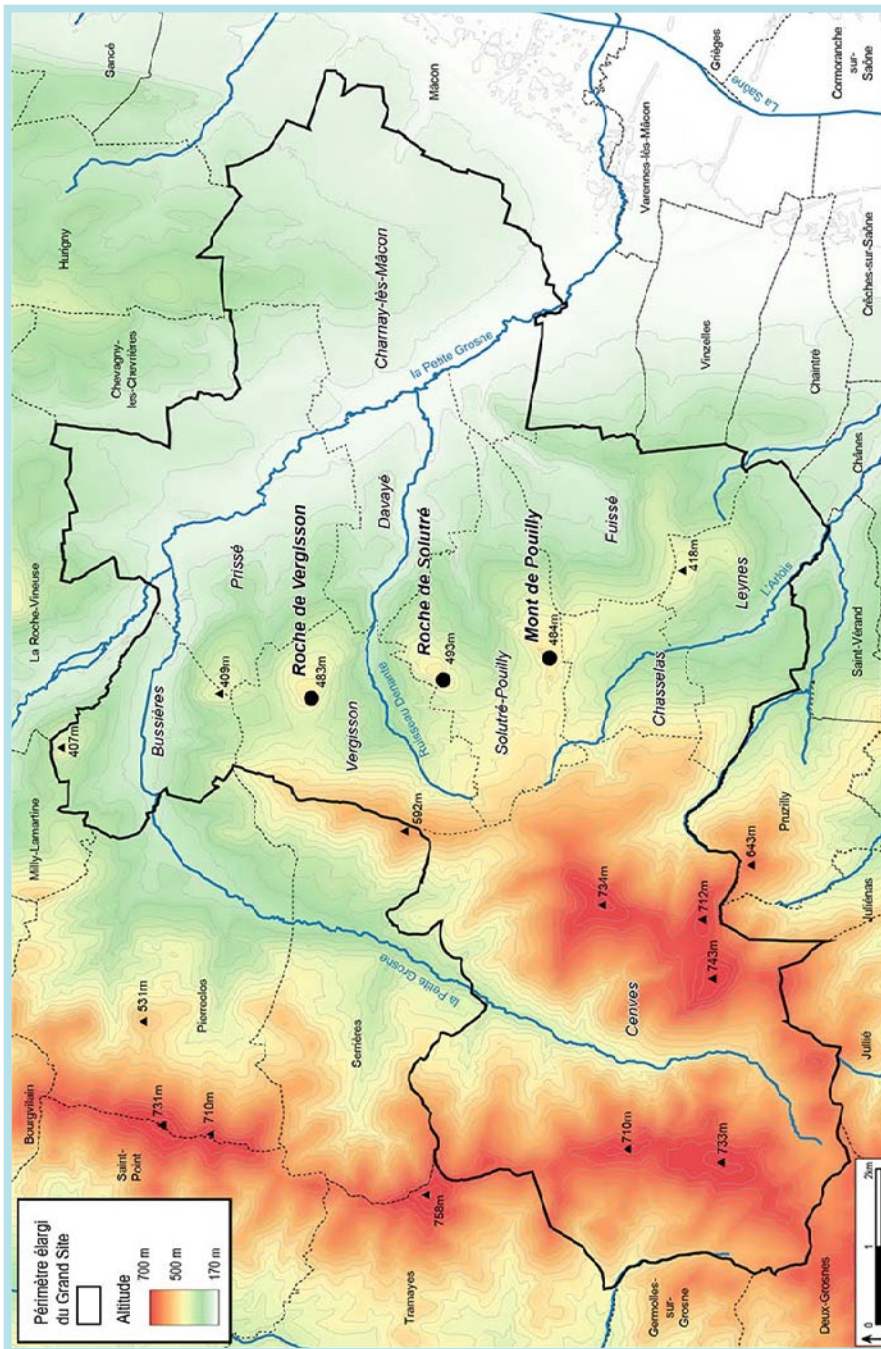 Périmètre élargi
du Grand Site
Altitude
700 m
500 m
170 m
Bourgvilain
Saint-
Point
731m
710m
531m
Pierreclos
Milly-Lamartine
407m
La Roche-Vineuse
Bussières
409m
Prissé
Chevagny-
les-Chevrières
Hurigny
Sancé
Tramayes
758m
Serrières
la Petite Grosne
592m
Vergisson
483m
Roche de Vergisson
Ruisseau Denante
Davayé
Charnay-lès-Mâcon
Mâcon
la Petite Grosne
493m
Roche de Solutré
Solutré-Pouilly
484m
Mont de Pouilly
Fuissé
Germolles-
sur-
Grosne
710m
733m
Cenves
734m
712m
743m
643m
Chasselas
418m
Leynes
L'Arlois
Vinzelles
Varennes-lès-Mâcon
La Saône
Grièges
Deux-Grosnes
Jullié
Juliénas
Pruzilly
Saint-Vérand
Chânes
Chaintré
Crêches-sur-Saône
Cormoranche
sur-
Saône
0 1 2km